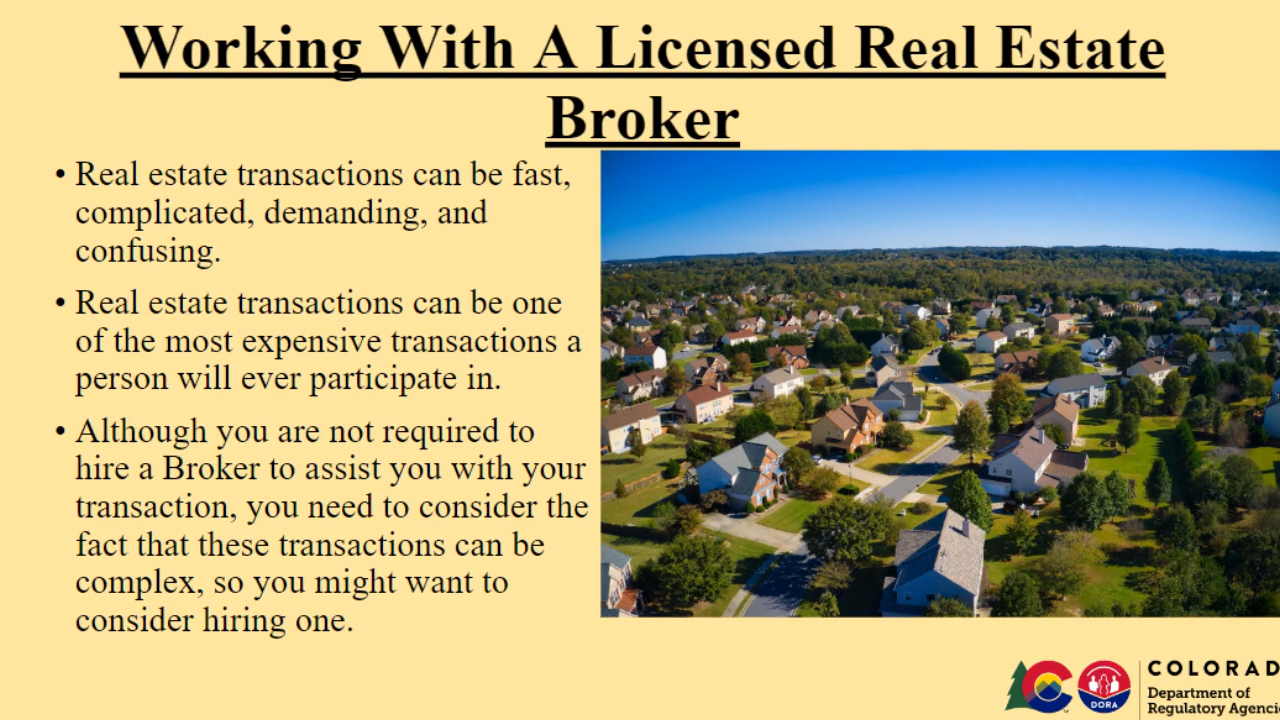 Working With A Licensed Real Estate
Broker
• Real estate transactions can be fast,
complicated, demanding, and
confusing.
• Real estate transactions can be one
of the most expensive transactions a
person will ever participate in.
• Although you are not required to
hire a Broker to assist you with your
transaction, you need to consider the
fact that these transactions can be
complex, so you might want to
consider hiring one.
DORA
COLORAD
Department of
Regulatory Agenci